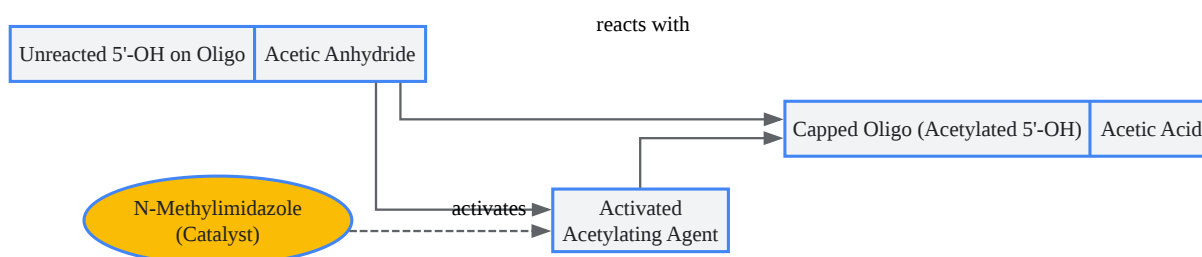 reacts with
Unreacted 5'-OH on Oligo
Acetic Anhydride
Capped Oligo (Acetylated 5'-OH)
Acetic Acid
N-Methylimidazole
(Catalyst)
activates
Activated
Acetylating Agent